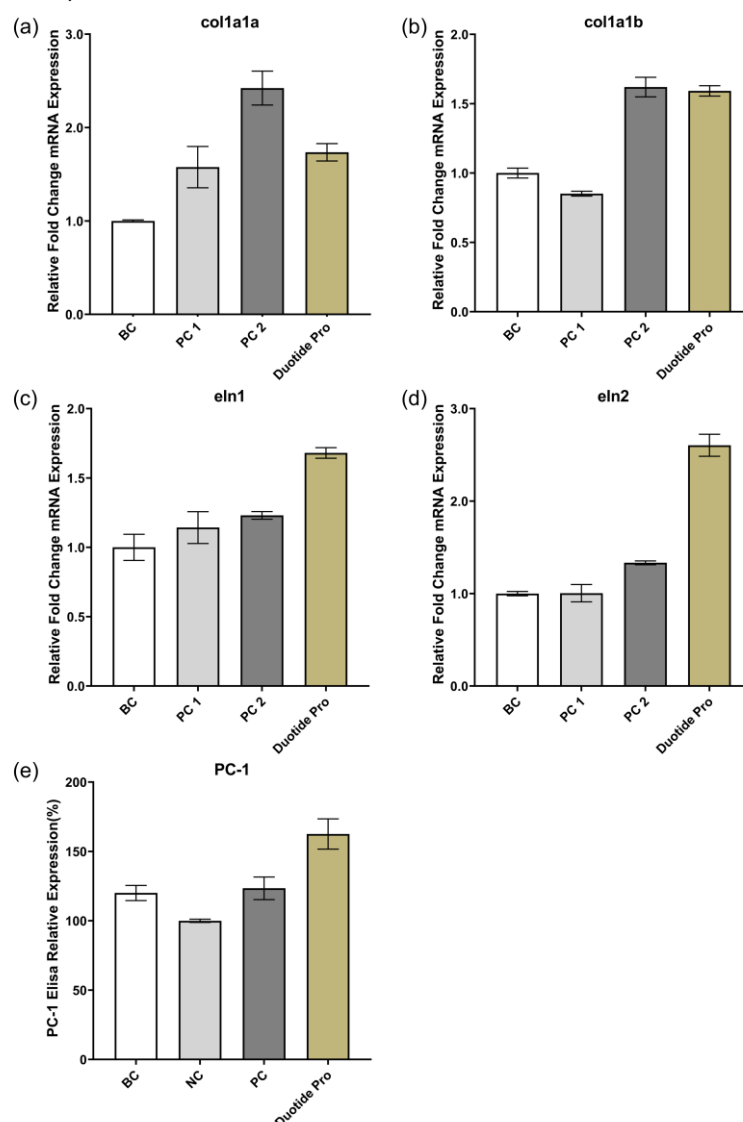 (a)
col1a1a
Relative Fold Change mRNA Expression
3.0
2.0
1.0
0.0
BC
PC 1
PC 2
Duotide Pro
(b)
col1a1b
Relative Fold Change mRNA Expression
2.0
1.5
1.0
0.5
0.0
BC
PC 1
PC 2
Duotide Pro
(c)
eln1
Relative Fold Change mRNA Expression
2.0
1.5
1.0
0.5
0.0
BC
PC 1
PC 2
Duotide Pro
(d)
eln2
Relative Fold Change mRNA Expression
3.0
2.0
1.0
0.0
BC
PC 1
PC 2
Duotide Pro
(e)
PC-1
PC-1 Elisa Relative Expression(%)
200
150
100
50
0
BC
NC
PC
Duotide Pro